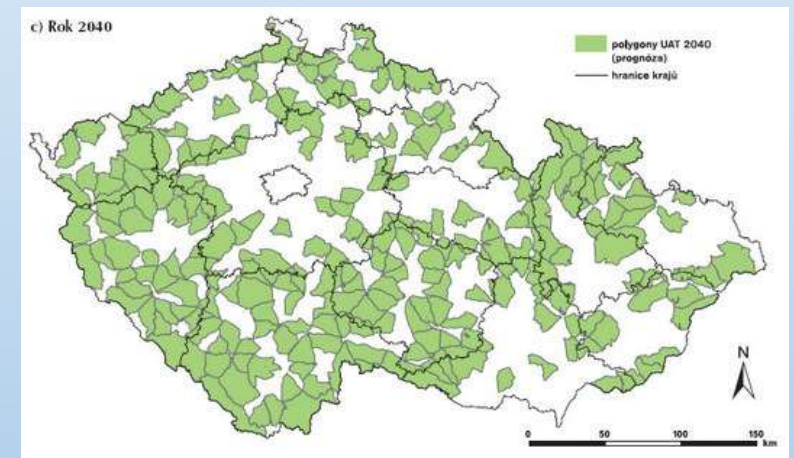 c) Rok 2040
polygony UAT 2040
(prognóza)
hranice krajů
N
0 50 100 150
km